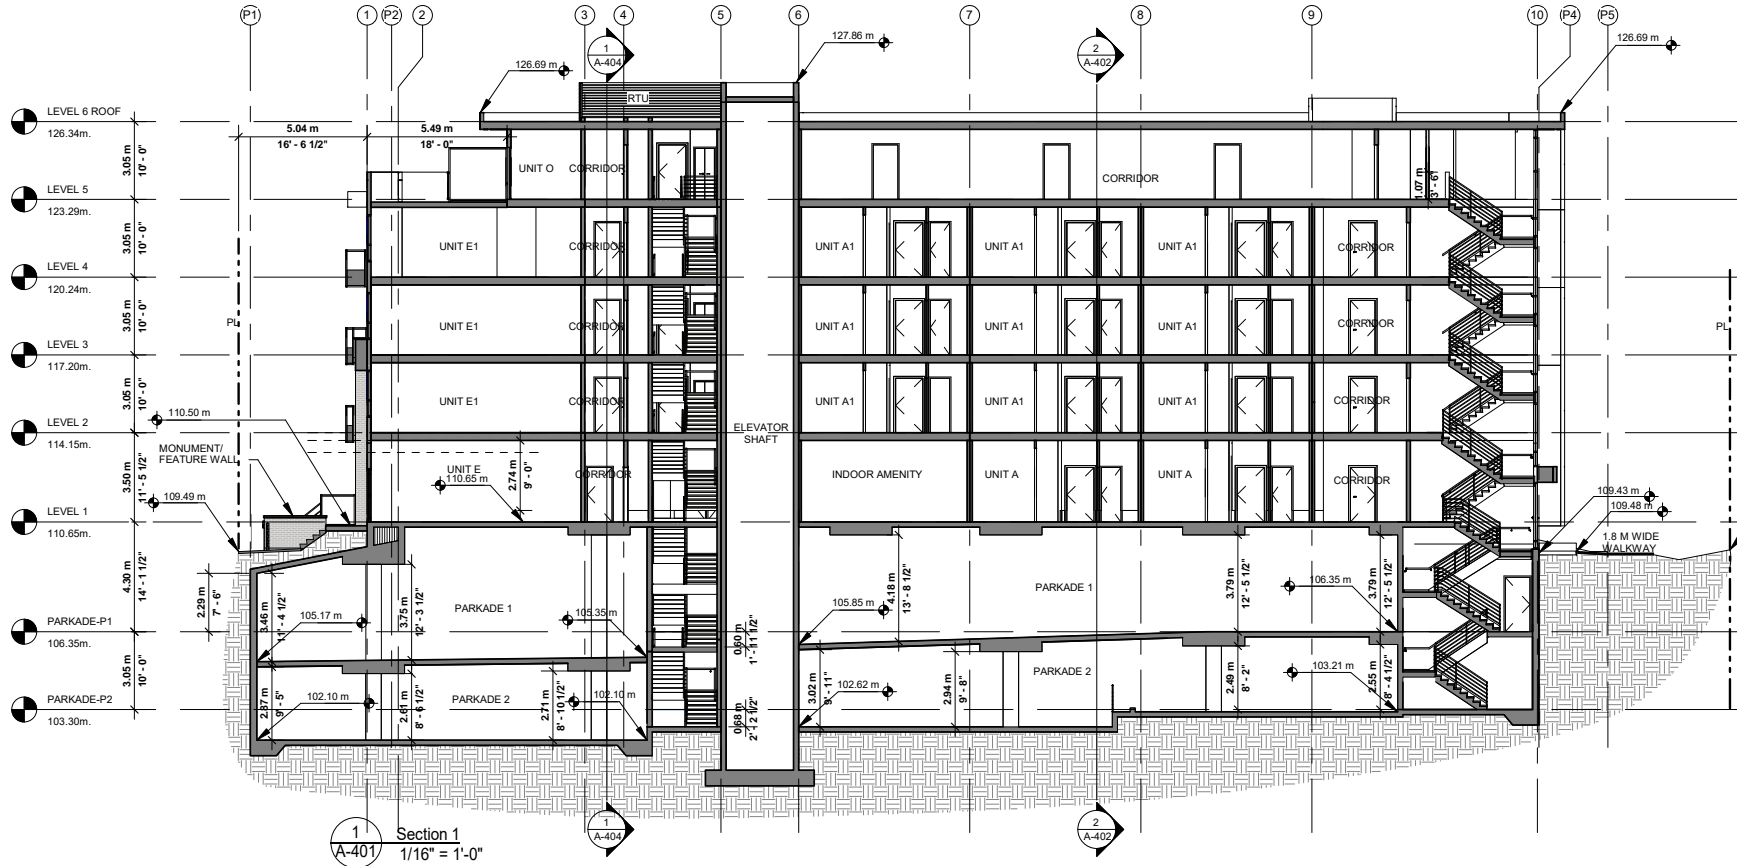 P1 1 P2 2 3 4 5 6 7 8 9 10 P4 P5
1
A-404
2
A-402
127.86 m
126.69 m
126.69 m
RTU
LEVEL 6 ROOF
126.34m.
5.04 m
16' - 6 1/2"
5.49 m
18' - 0"
3.05 m
10' - 0"
UNIT O
CORRIDOR
CORRIDOR
1.07 m
3' - 6"
LEVEL 5
123.29m.
3.05 m
10' - 0"
UNIT E1
CORRIDOR
UNIT A1
UNIT A1
UNIT A1
CORRIDOR
LEVEL 4
120.24m.
3.05 m
10' - 0"
PL
UNIT E1
CORRIDOR
UNIT A1
UNIT A1
UNIT A1
CORRIDOR
PL
LEVEL 3
117.20m.
3.05 m
10' - 0"
UNIT E1
CORRIDOR
UNIT A1
UNIT A1
UNIT A1
CORRIDOR
110.50 m
LEVEL 2
114.15m.
ELEVATOR
SHAFT
MONUMENT/
FEATURE WALL
3.50 m
11' - 5 1/2"
UNIT E
110.65 m
2.74 m
9' - 0"
CORRIDOR
INDOOR AMENITY
UNIT A
UNIT A
CORRIDOR
109.49 m
109.43 m
109.48 m
LEVEL 1
110.65m.
1.8 M WIDE
WALKWAY
4.30 m
14' - 1 1/2"
2.29 m
7' - 6"
3.46 m
11' - 4 1/2"
105.17 m
3.75 m
12' - 3 1/2"
PARKADE 1
105.35 m
0.60 m
1' - 11 1/2"
105.85 m
4.18 m
13' - 8 1/2"
PARKADE 1
3.79 m
12' - 5 1/2"
106.35 m
3.79 m
12' - 5 1/2"
PARKADE-P1
106.35m.
3.05 m
10' - 0"
2.87 m
9' - 5"
102.10 m
2.61 m
8' - 6 1/2"
PARKADE 2
2.71 m
8' - 10 1/2"
102.10 m
0.68 m
2' - 2 1/2"
3.02 m
9' - 11"
102.62 m
2.94 m
9' - 8"
PARKADE 2
2.49 m
8' - 2"
103.21 m
2.55 m
8' - 4 1/2"
PARKADE-P2
103.30m.
1
A-401
Section 1
1/16" = 1'-0"
1
A-404
2
A-402